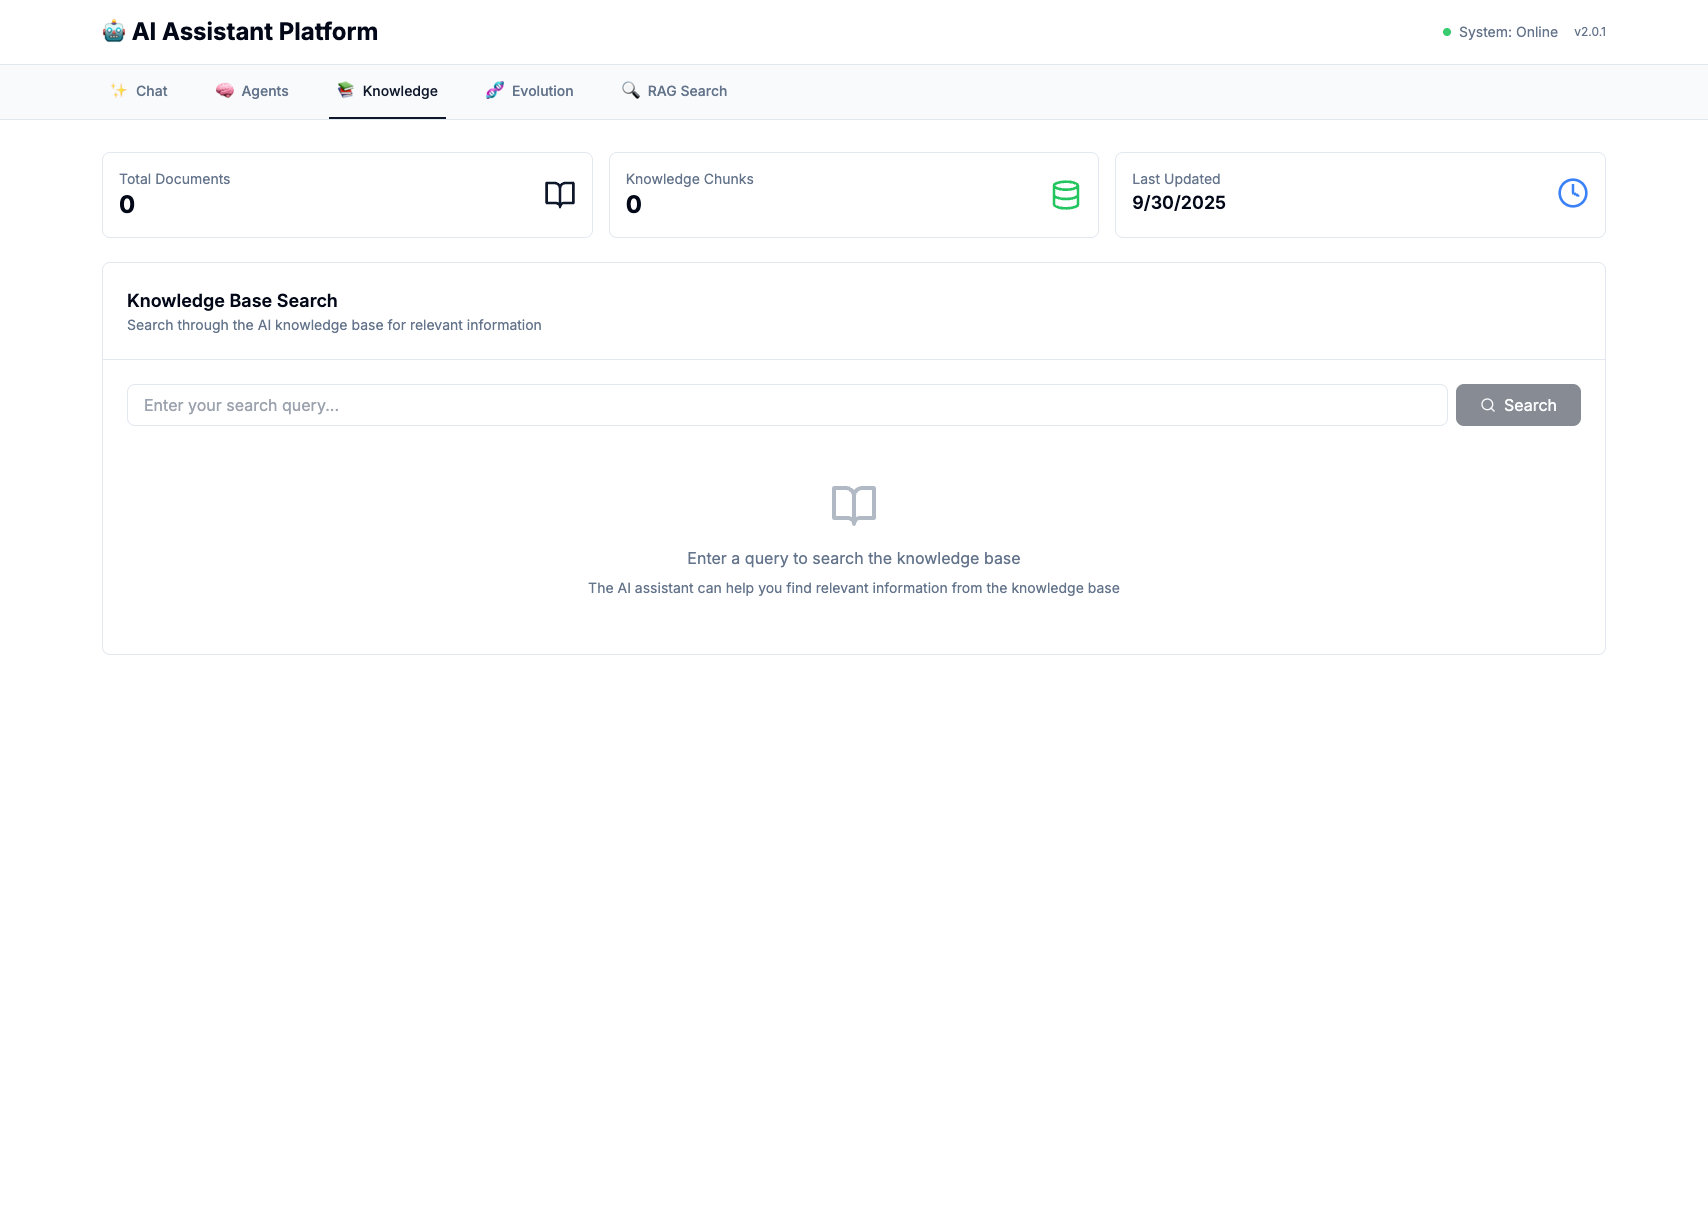 AI Assistant Platform
System: Online
v2.0.1
Chat
Agents
Knowledge
Evolution
RAG Search
Total Documents
0
Knowledge Chunks
0
Last Updated
9/30/2025
Knowledge Base Search
Search through the AI knowledge base for relevant information
Enter your search query...
Search
Enter a query to search the knowledge base
The AI assistant can help you find relevant information from the knowledge base